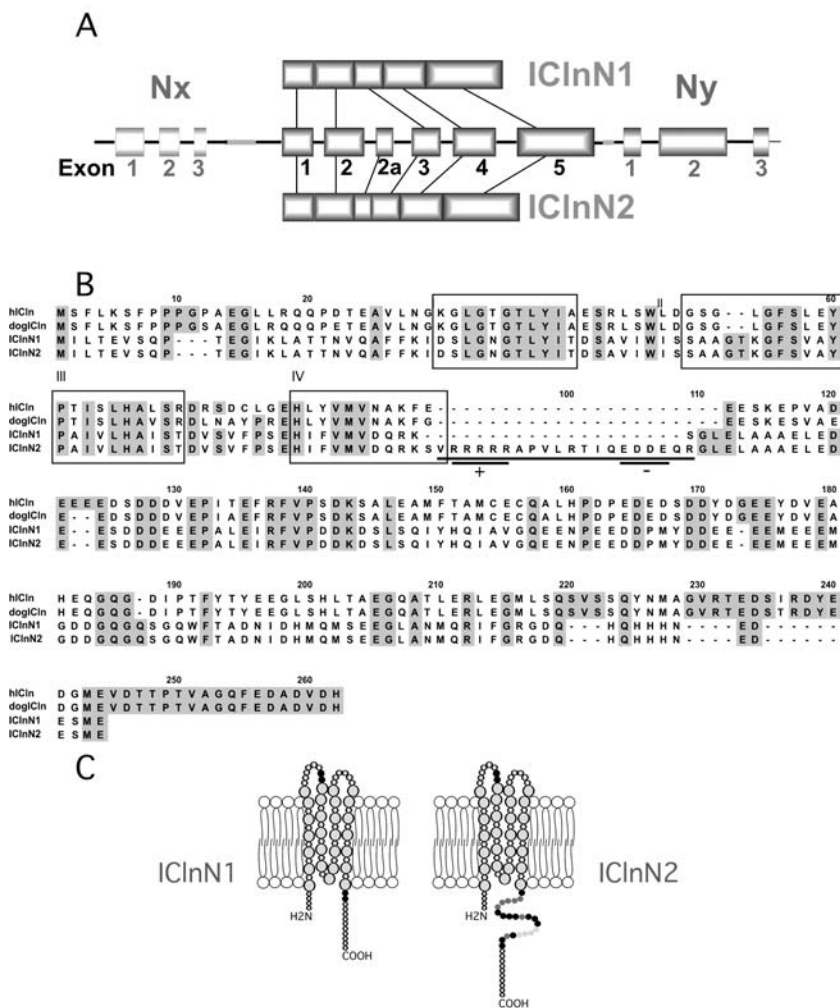 A
IClnN1
Nx
Ny
Exon 1 2 3 1 2 2a 3 4 5 1 2 3
IClnN2
B
10 20 II 60
hICln M S F L K S F P P P G P A E G L L R Q Q P D T E A V L N G K G L G T G T L Y I A E S R L S W L D G S G - - L G F S L E Y
dogICln M S F L K S F P P P G S A E G L L R Q Q P E T E A V L N G K G L G T G T L Y I A E S R L S W L D G S G - - L G F S L E Y
IClnN1 M I L T E V S Q P - - - T E G I K L A T T N V Q A F F K I D S L G N G T L Y I T D S A V I W I S S A A G T K G F S V A Y
IClnN2 M I L T E V S Q P - - - T E G I K L A T T N V Q A F F K I D S L G N G T L Y I T D S A V I W I S S A A G T K G F S V A Y
III IV 100 110 120
hICln P T I S L H A L S R D R S D C L G E H L Y V M V N A K F E - - - - - - - - - - - - - - - - - - - - - - E E S K E P V A D
dogICln P T I S L H A V S R D L N A Y P R E H L Y V M V N A K F G - - - - - - - - - - - - - - - - - - - - - - E E S K E S V A E
IClnN1 P A I V L H A I S T D V S V F P S E H I F V M V D Q R K - - - - - - - - - - - - - - - - - - - - S G L E L A A A E L E D
IClnN2 P A I V L H A I S T D V S V F P S E H I F V M V D Q R K S V R R R R R A P V L R T I Q E D D E Q R G L E L A A A E L E D
+ -
130 140 150 160 170 180
hICln E E E E D S D D D V E P I T E F R F V P S D K S A L E A M F T A M C E C Q A L H P D P E D E D S D D Y D G E E Y D V E A
dogICln E - - E D S D D D V E P I A E F R F V P S D K S A L E A M F T A M C E C Q A L H P D P E D E D S D D Y D G E E Y D V E A
IClnN1 E - - E S D D D E E E P A L E I R F V P D D K D S L S Q I Y H Q I A V G Q E E N P E E D D P M Y D D E E - E E M E E E M
IClnN2 E - - E S D D D E E E P A L E I R F V P D D K D S L S Q I Y H Q I A V G Q E E N P E E D D P M Y D D E E - E E M E E E M
190 200 210 220 230 240
hICln H E Q G Q G - D I P T F Y T Y E E G L S H L T A E G Q A T L E R L E G M L S Q S V S S Q Y N M A G V R T E D S I R D Y E
dogICln H E Q G Q G - D I P T F Y T Y E E G L S H L T A E G Q A T L E R L E G M L S Q S V S S Q Y N M A G V R T E D S T R D Y E
IClnN1 G D D G Q G Q S G Q W F T A D N I D H M Q M S E E G L A N M Q R I F G R G D Q - - - H Q H H H N - - - - E D - - - - - - -
IClnN2 G D D G Q G Q S G Q W F T A D N I D H M Q M S E E G L A N M Q R I F G R G D Q - - - H Q H H H N - - - - E D - - - - - - -
250 260
hICln D G M E V D T T P T V A G Q F E D A D V D H
dogICln D G M E V D T T P T V A G Q F E D A D V D H
IClnN1 E S M E
IClnN2 E S M E
C
IClnN1 IClnN2
H2N H2N
COOH
COOH